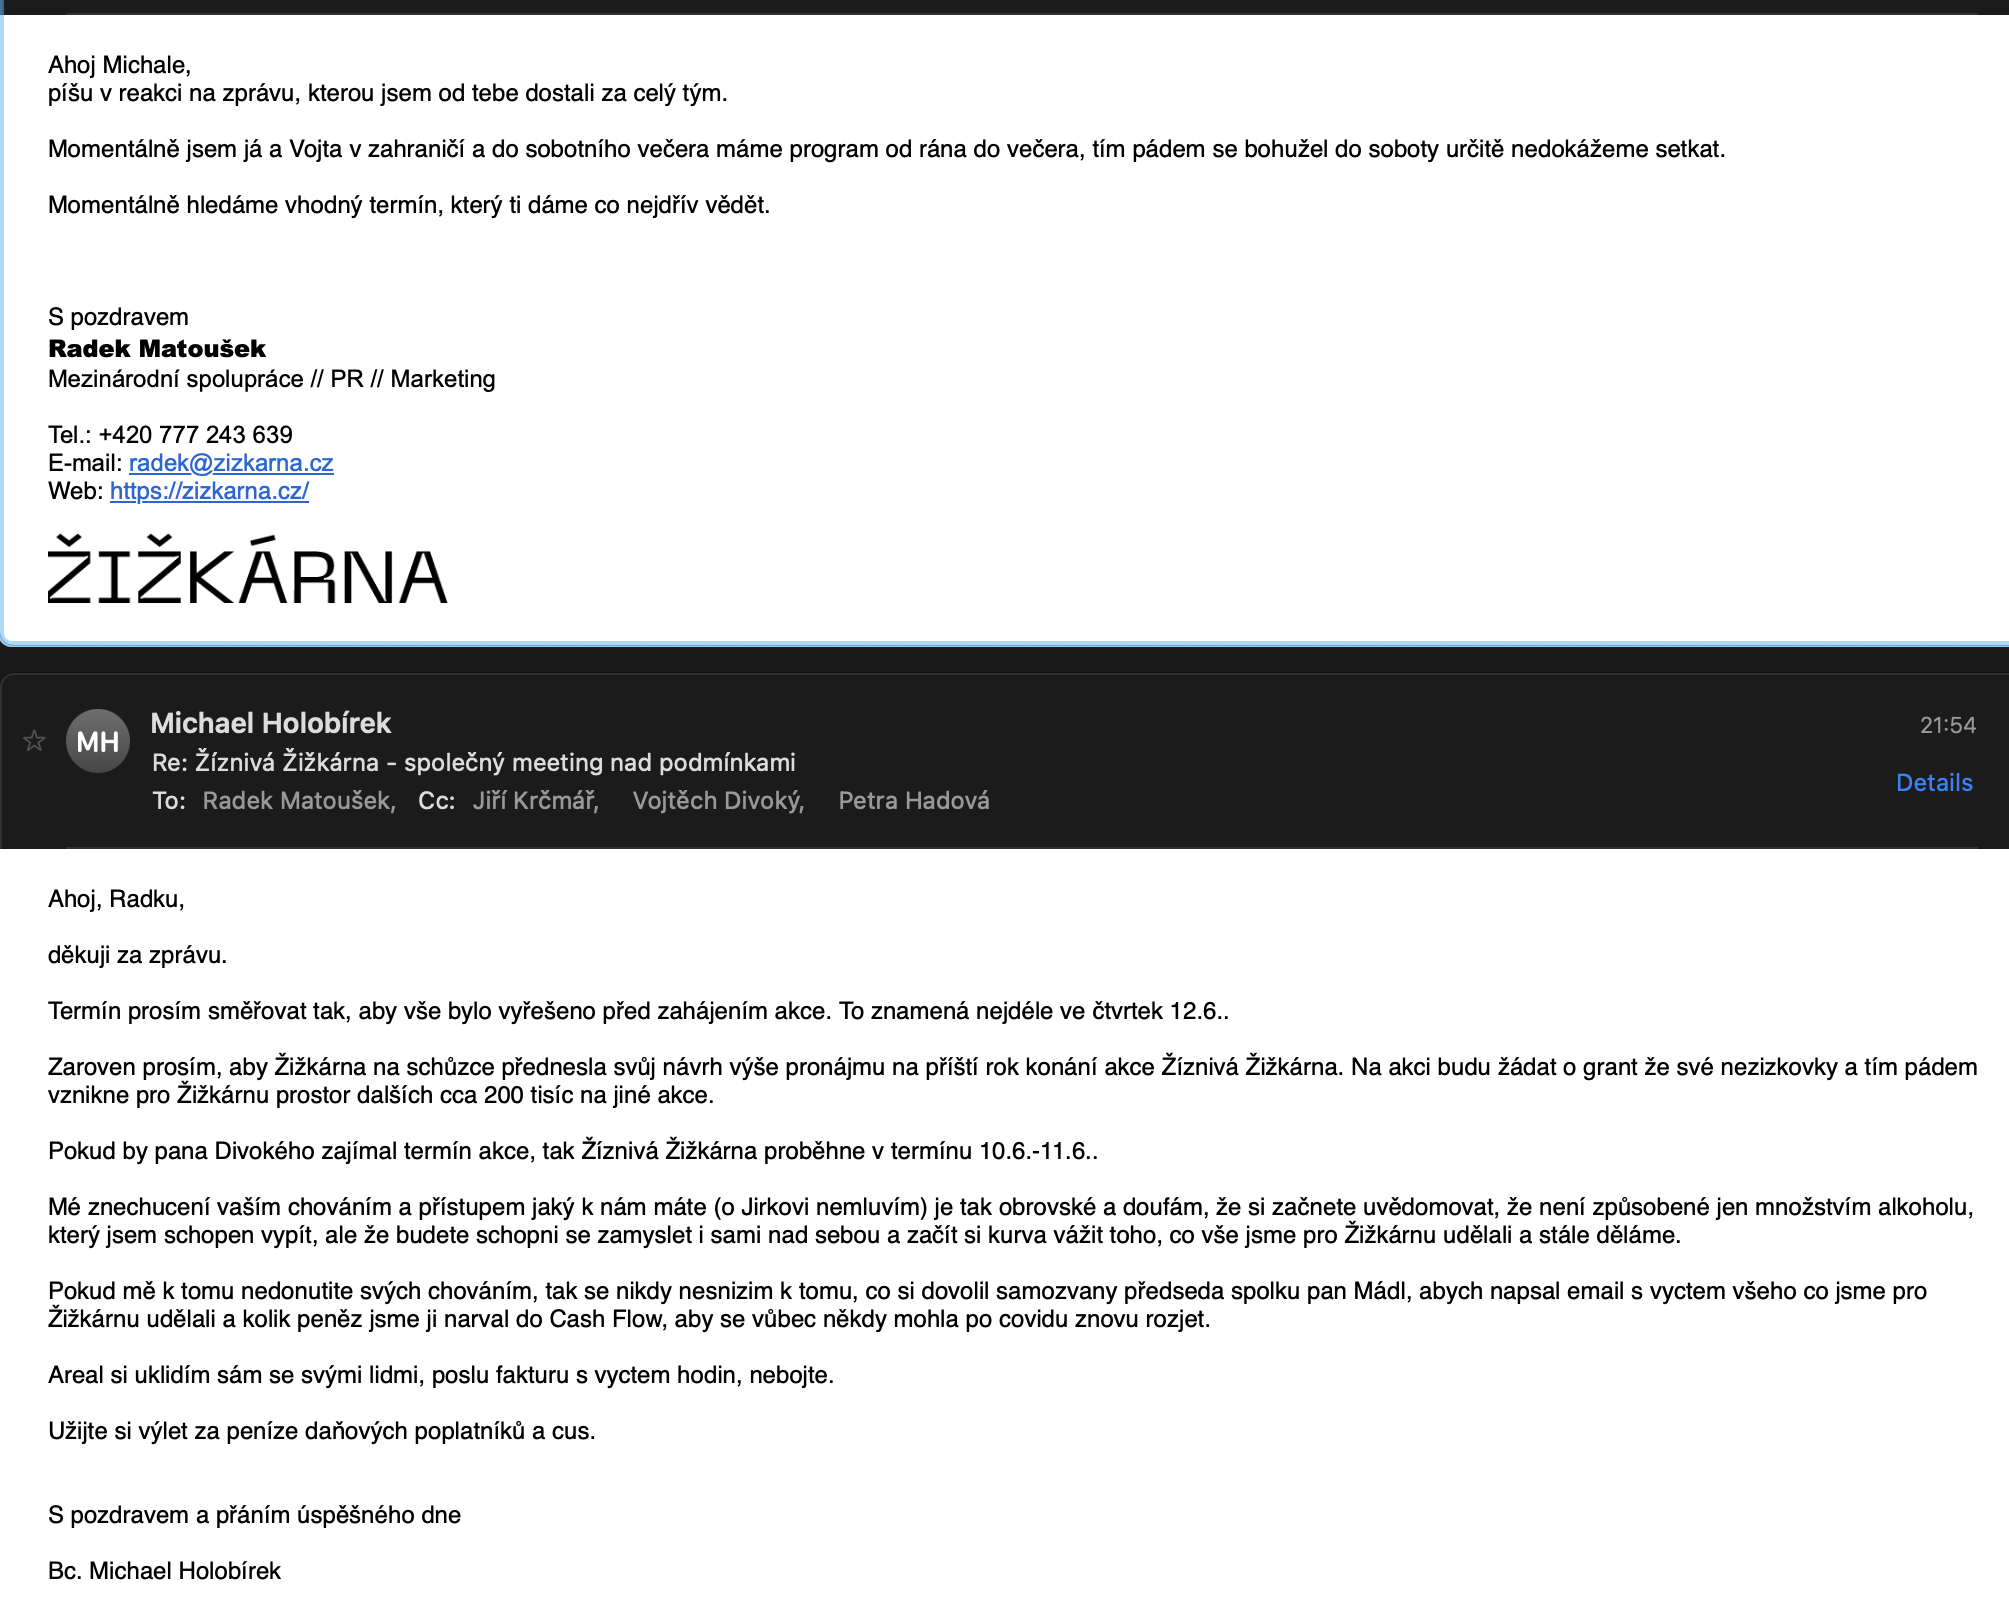 Ahoj Michale,
píšu v reakci na zprávu, kterou jsem od tebe dostali za celý tým.
Momentálně jsem já a Vojta v zahraničí a do sobotního večera máme program od rána do večera, tím pádem se bohužel do soboty určitě nedokážeme setkat.
Momentálně hledáme vhodný termín, který ti dáme co nejdřív vědět.
S pozdravem
Radek Matoušek
Mezinárodní spolupráce // PR // Marketing
Tel.: +420 777 243 639
E-mail: radek@zizkarna.cz
Web: https://zizkarna.cz/
ŽIŽKÁRNA
MH
Michael Holobírek
21:54
Re: Žíznivá Žižkárna - společný meeting nad podmínkami
To: Radek Matoušek, Cc: Jiří Krčmář, Vojtěch Divoký, Petra Hadová
Details
Ahoj, Radku,
děkuji za zprávu.
Termín prosím směřovat tak, aby vše bylo vyřešeno před zahájením akce. To znamená nejdéle ve čtvrtek 12.6..
Zaroven prosím, aby Žižkárna na schůzce přednesla svůj návrh výše pronájmu na příští rok konání akce Žíznivá Žižkárna. Na akci budu žádat o grant že své nezizkovky a tím pádem
vznikne pro Žižkárnu prostor dalších cca 200 tisíc na jiné akce.
Pokud by pana Divokého zajímal termín akce, tak Žíznivá Žižkárna proběhne v termínu 10.6.-11.6..
Mé znechucení vaším chováním a přístupem jaký k nám máte (o Jirkovi nemluvím) je tak obrovské a doufám, že si začnete uvědomovat, že není způsobené jen množstvím alkoholu,
který jsem schopen vypít, ale že budete schopni se zamyslet i sami nad sebou a začít si kurva vážit toho, co vše jsme pro Žižkárnu udělali a stále děláme.
Pokud mě k tomu nedonutite svých chováním, tak se nikdy nesnizim k tomu, co si dovolil samozvany předseda spolku pan Mádl, abych napsal email s vyctem všeho co jsme pro
Žižkárnu udělali a kolik peněz jsme ji narval do Cash Flow, aby se vůbec někdy mohla po covidu znovu rozjet.
Areal si uklidím sám se svými lidmi, poslu fakturu s vyctem hodin, nebojte.
Užijte si výlet za peníze daňových poplatníků a cus.
S pozdravem a přáním úspěšného dne
Bc. Michael Holobírek